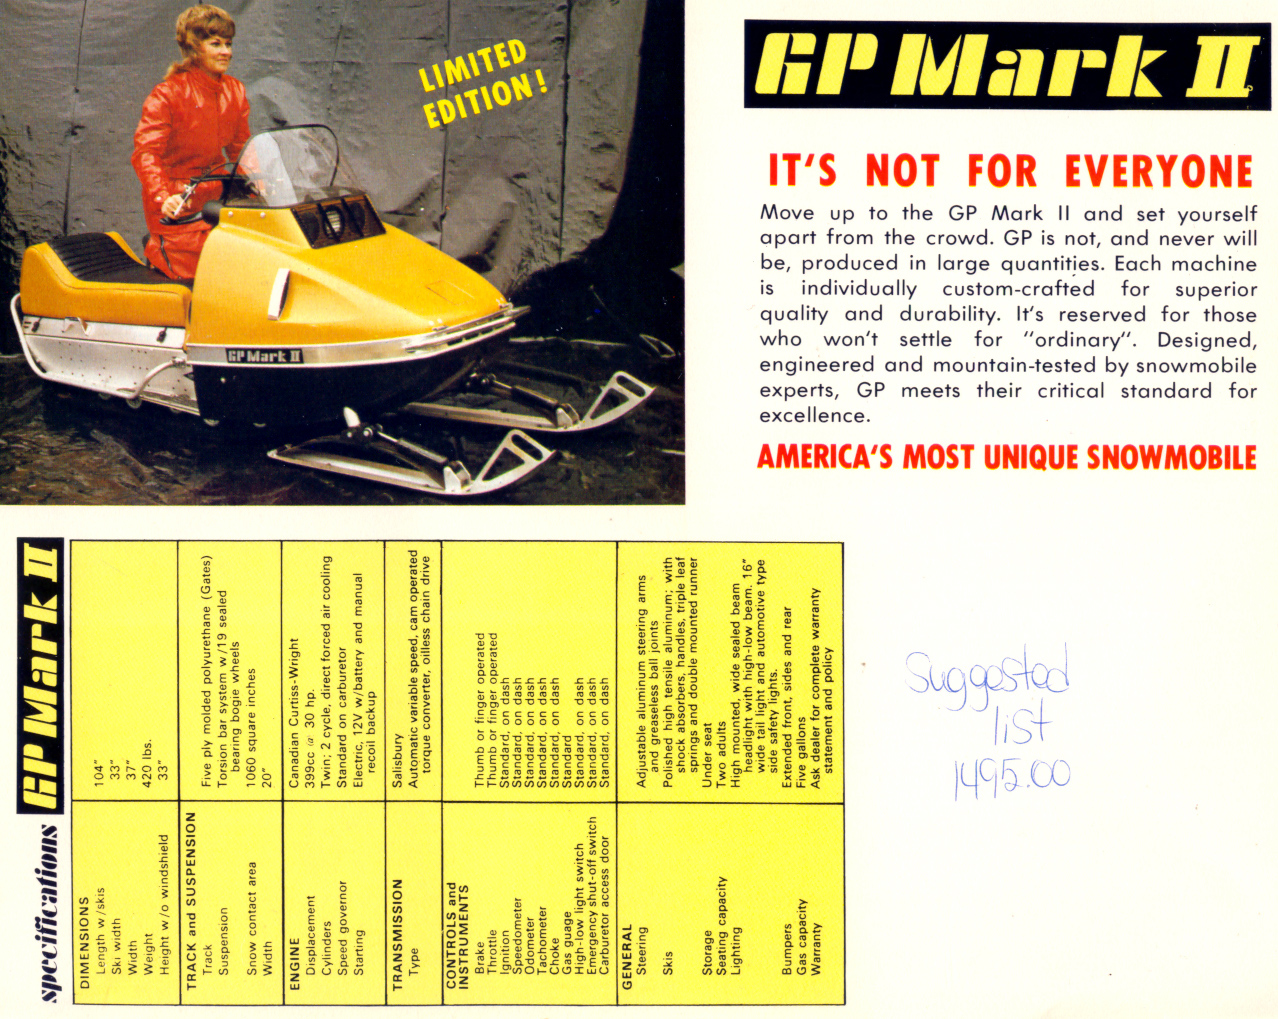 LIMITED
EDITION!
GP Mark II
GP Mark II
IT'S NOT FOR EVERYONE
Move up to the GP Mark II and set yourself
apart from the crowd. GP is not, and never will
be, produced in large quantities. Each machine
is individually custom-crafted for superior
quality and durability. It's reserved for those
who won't settle for "ordinary". Designed,
engineered and mountain-tested by snowmobile
experts, GP meets their critical standard for
excellence.
AMERICA'S MOST UNIQUE SNOWMOBILE
specifications GP Mark II
DIMENSIONS
Length w/skis 104"
Ski width 33"
Width 37"
Weight 420 lbs.
Height w/o windshield 33"
TRACK and SUSPENSION
Track Five ply molded polyurethane (Gates)
Suspension Torsion bar system w/19 sealed
bearing bogie wheels
Snow contact area 1060 square inches
Width 20"
ENGINE Canadian Curtiss-Wright
Displacement 399cc @ 30 hp.
Cylinders Twin; 2 cycle, direct forced air cooling
Speed governor Standard on carburetor
Starting Electric, 12V w/battery and manual
recoil backup
TRANSMISSION Salisbury
Type Automatic variable speed, cam operated
torque converter, oilless chain drive
CONTROLS and
INSTRUMENTS
Brake Thumb or finger operated
Throttle Thumb or finger operated
Ignition Standard, on dash
Speedometer Standard, on dash
Odometer Standard, on dash
Tachometer Standard, on dash
Choke Standard, on dash
Gas guage Standard
High-low light switch Standard, on dash
Emergency shut-off switch Standard, on dash
Carburetor access door Standard, on dash
GENERAL
Steering Adjustable aluminum steering arms
and greaseless ball joints
Skis Polished high tensile aluminum; with
shock absorbers, handles, triple leaf
springs and double mounted runner
Storage Under seat
Seating capacity Two adults
Lighting High mounted, wide sealed beam
headlight with high-low beam. 16"
wide tail light and automotive type
side safety lights.
Bumpers Extended front, sides and rear
Gas capacity Five gallons
Warranty Ask dealer for complete warranty
statement and policy
Suggested
list
1495.00